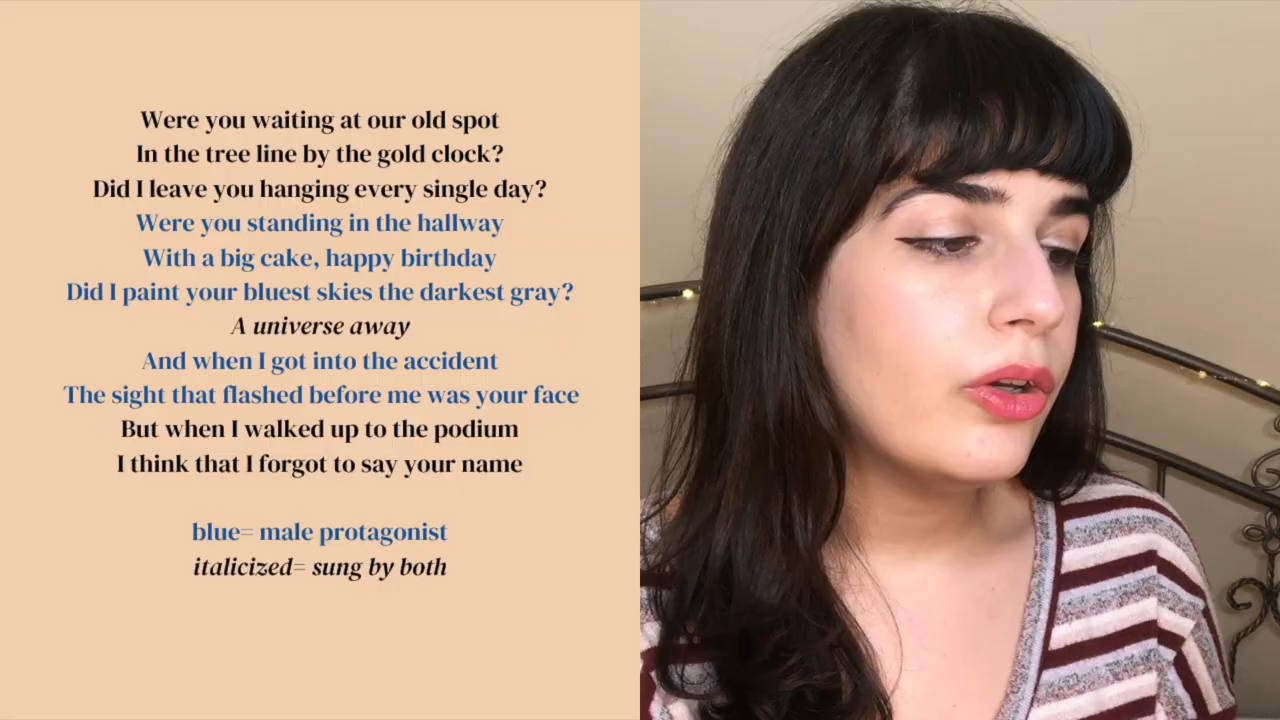 Were you waiting at our old spot
In the tree line by the gold clock?
Did I leave you hanging every single day?
Were you standing in the hallway
With a big cake, happy birthday
Did I paint your bluest skies the darkest gray?
A universe away
And when I got into the accident
The sight that flashed before me was your face
But when I walked up to the podium
I think that I forgot to say your name
blue= male protagonist
italicized= sung by both